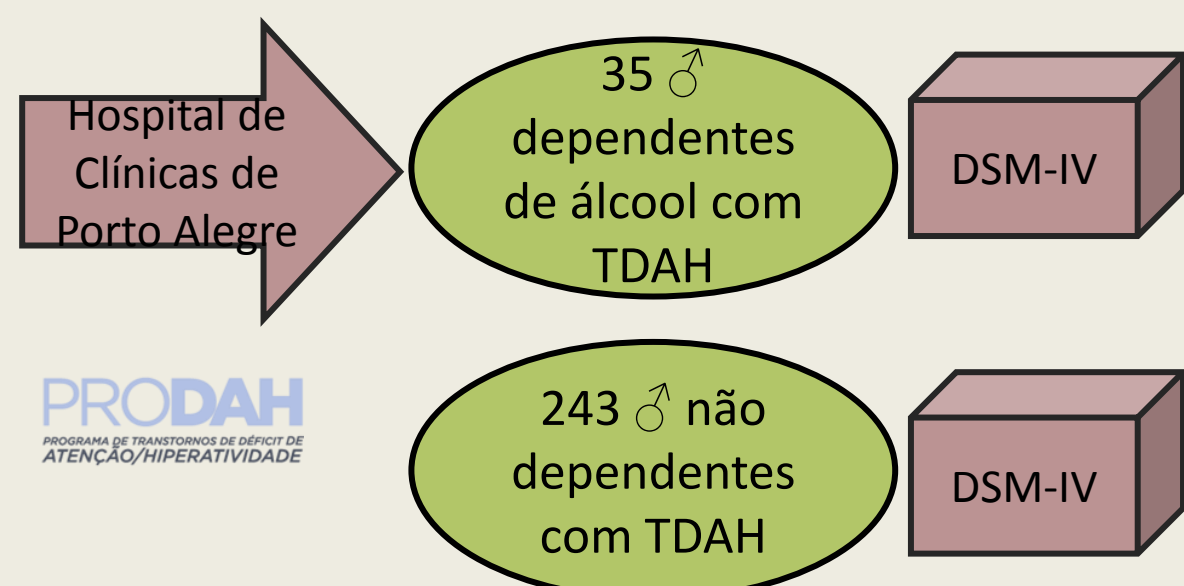 Hospital de
Clínicas de
Porto Alegre
35 ♂
dependentes
de álcool com
TDAH
DSM-IV
PRODAH
PROGRAMA DE TRANSTORNOS DE DÉFICIT DE
ATENÇÃO/HIPERATIVIDADE
243 ♂ não
dependentes
com TDAH
DSM-IV